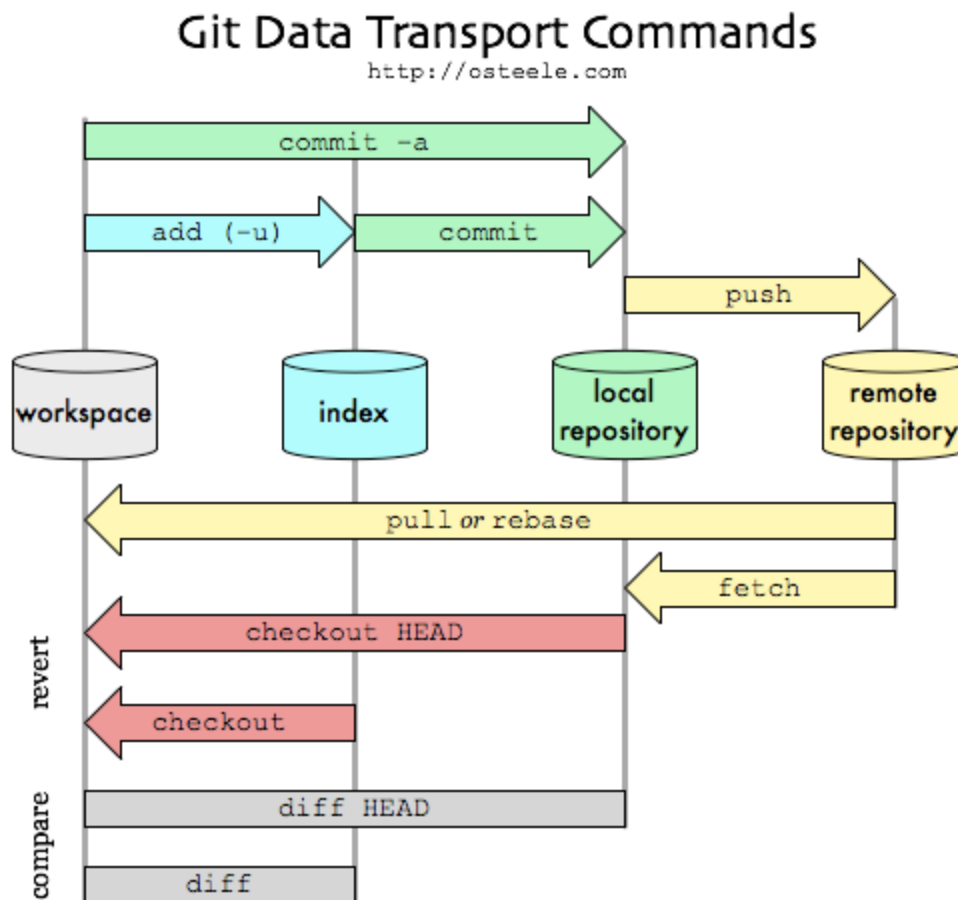 Git Data Transport Commands
http://osteele.com
commit -a
add (-u)
commit
push
workspace
index
local
repository
remote
repository
pull or rebase
fetch
revert
checkout HEAD
checkout
compare
diff HEAD
diff